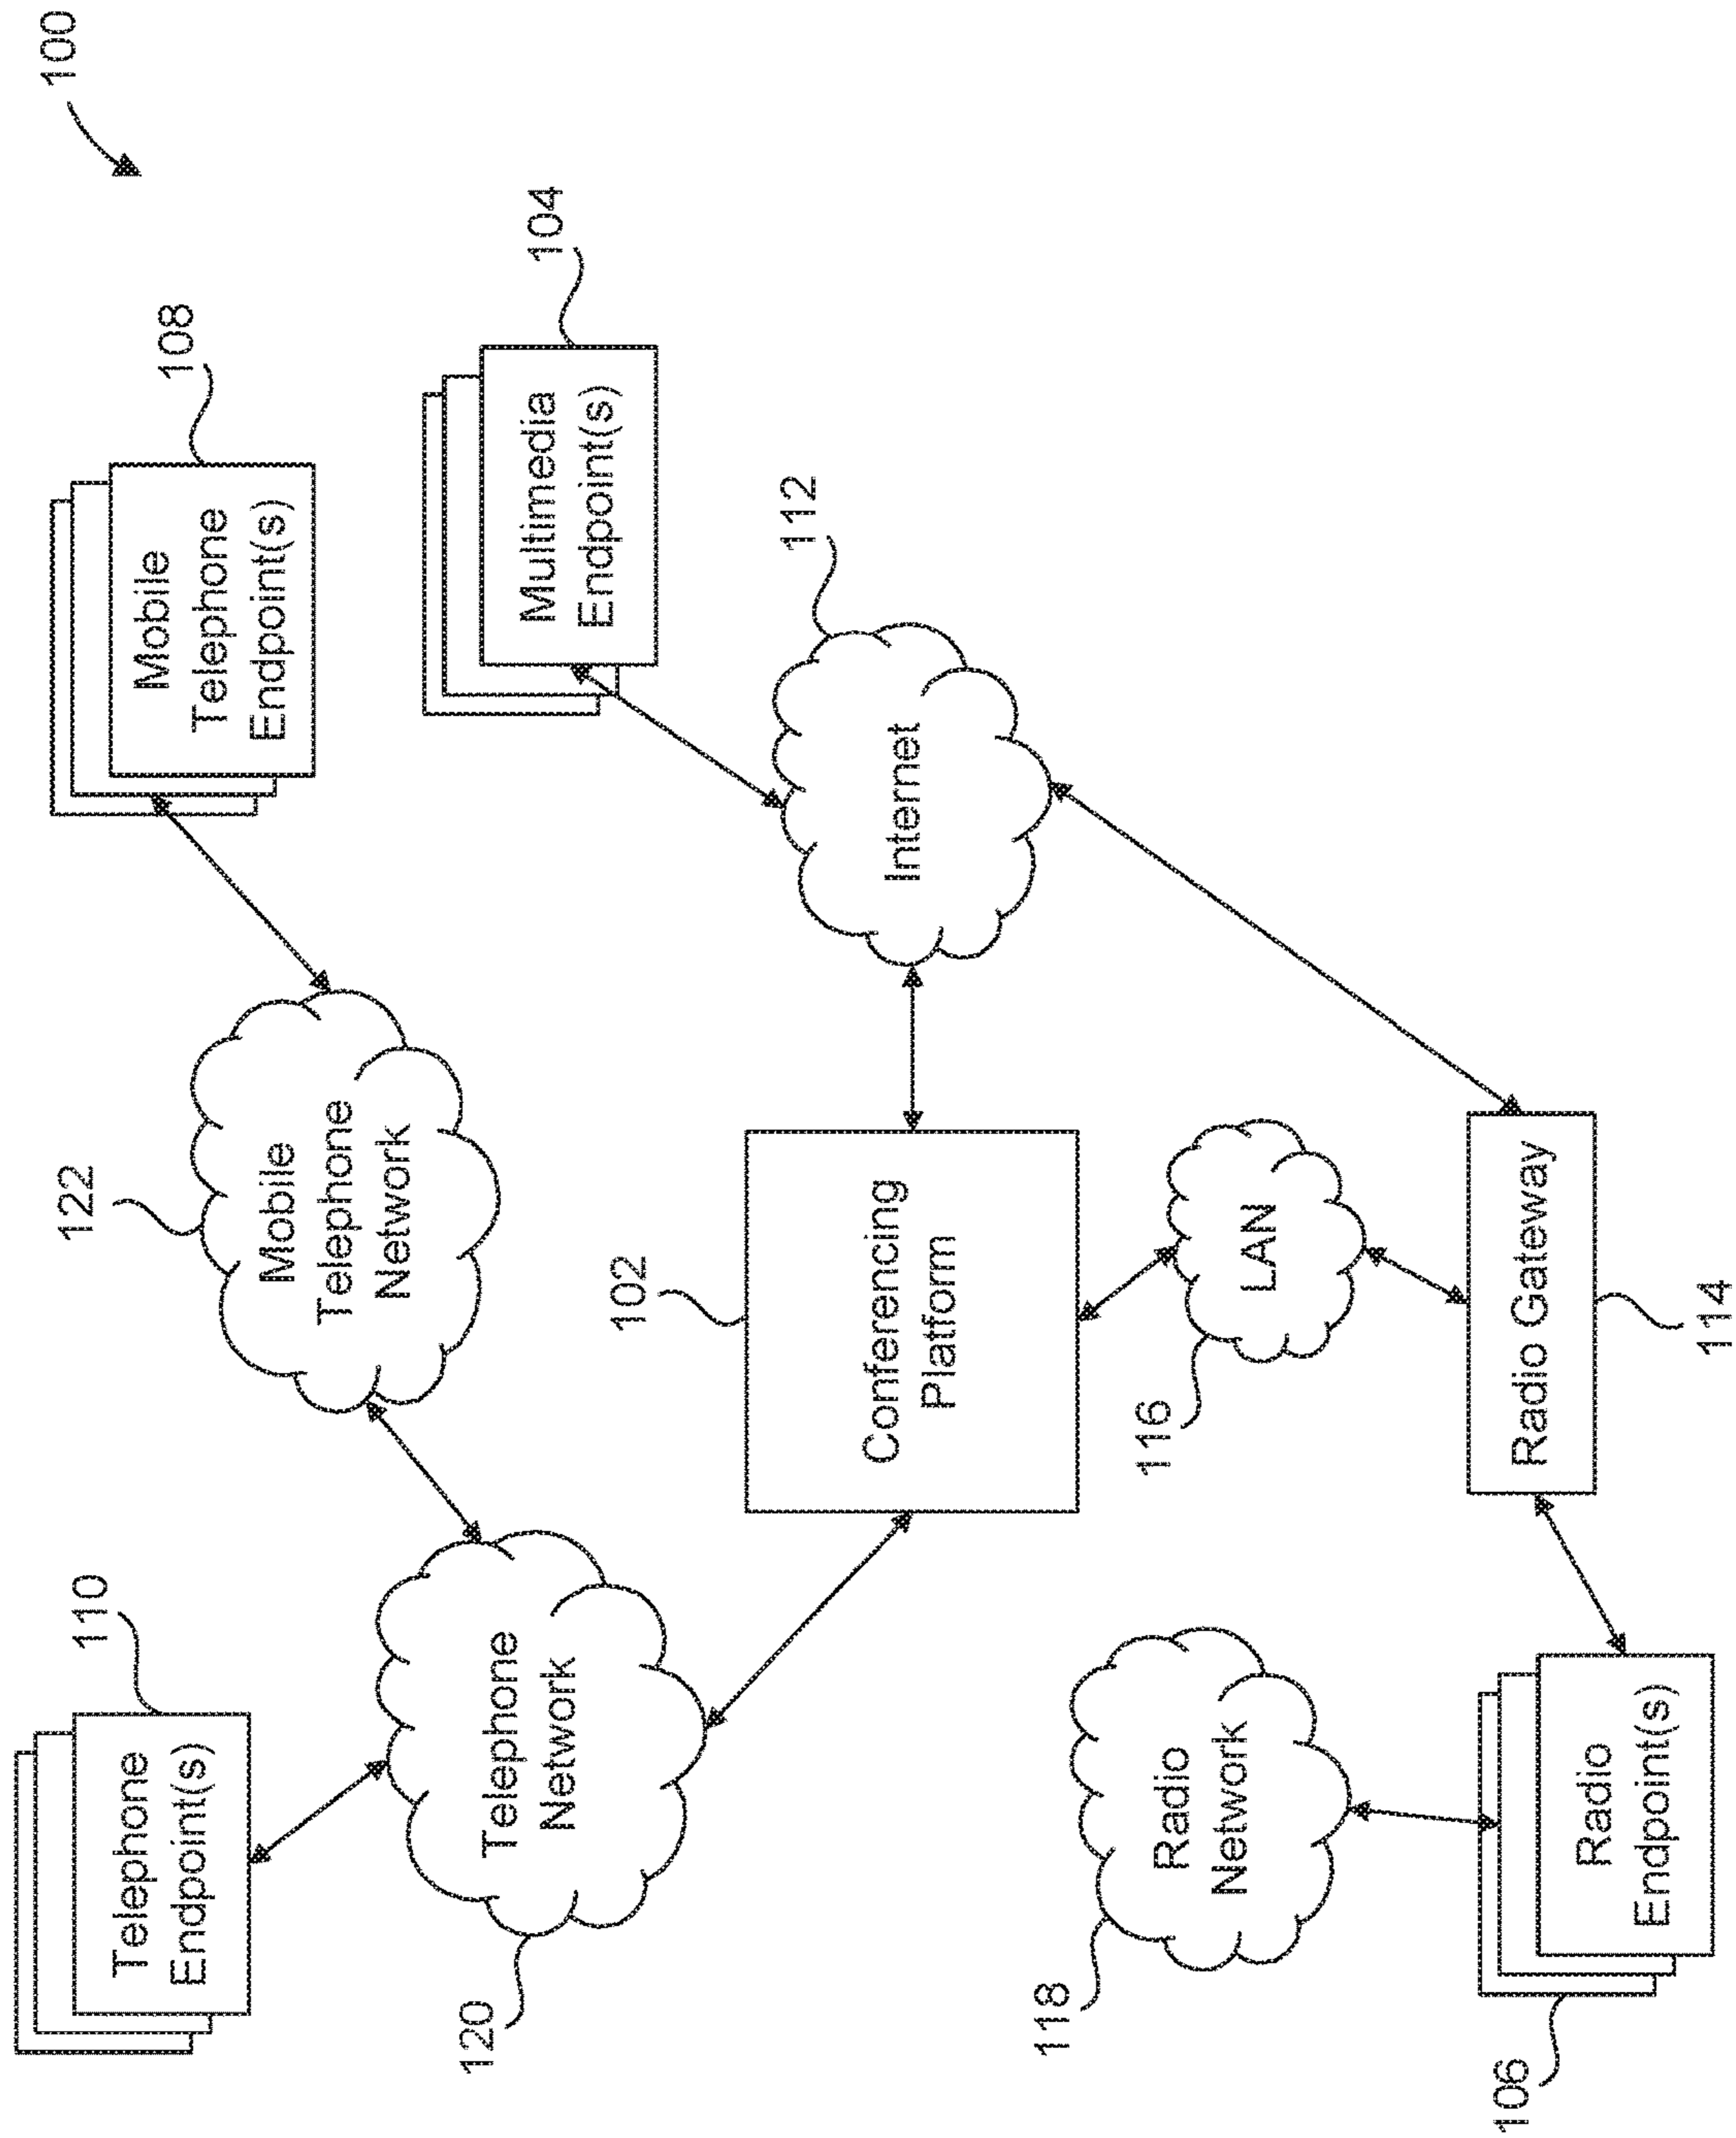 100
110
Telephone
Endpoint(s)
122
Mobile
Telephone
Network
108
Mobile
Telephone
Endpoint(s)
120
Telephone
Network
104
Multimedia
Endpoint(s)
102
Conferencing
Platform
112
Internet
118
Radio
Network
116
LAN
106
Radio
Endpoint(s)
Radio Gateway
114